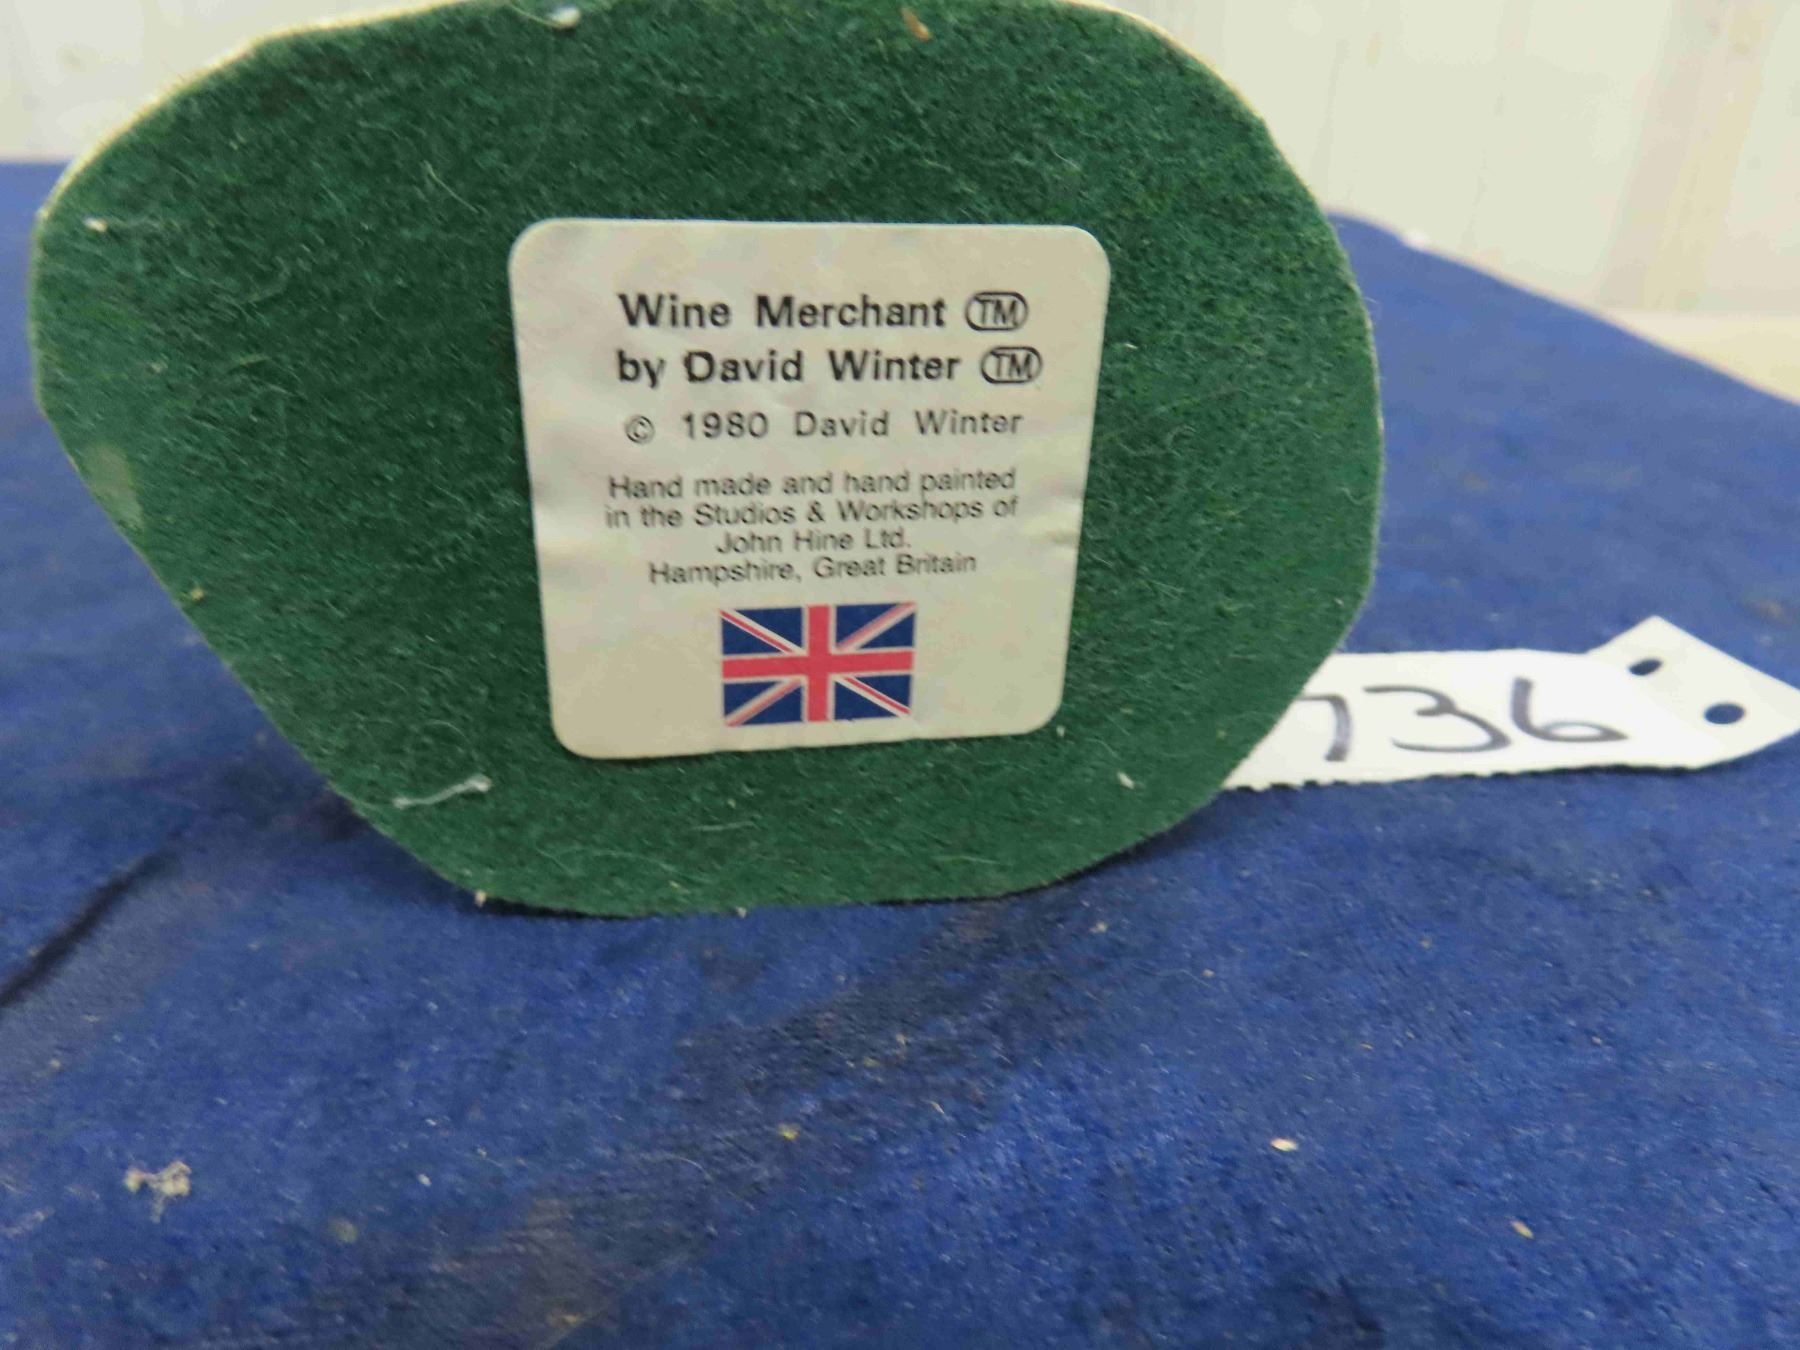 Wine Merchant ™
by David Winter ™
© 1980 David Winter
Hand made and hand painted
in the Studios & Workshops of
John Hine Ltd.
Hampshire, Great Britain
736